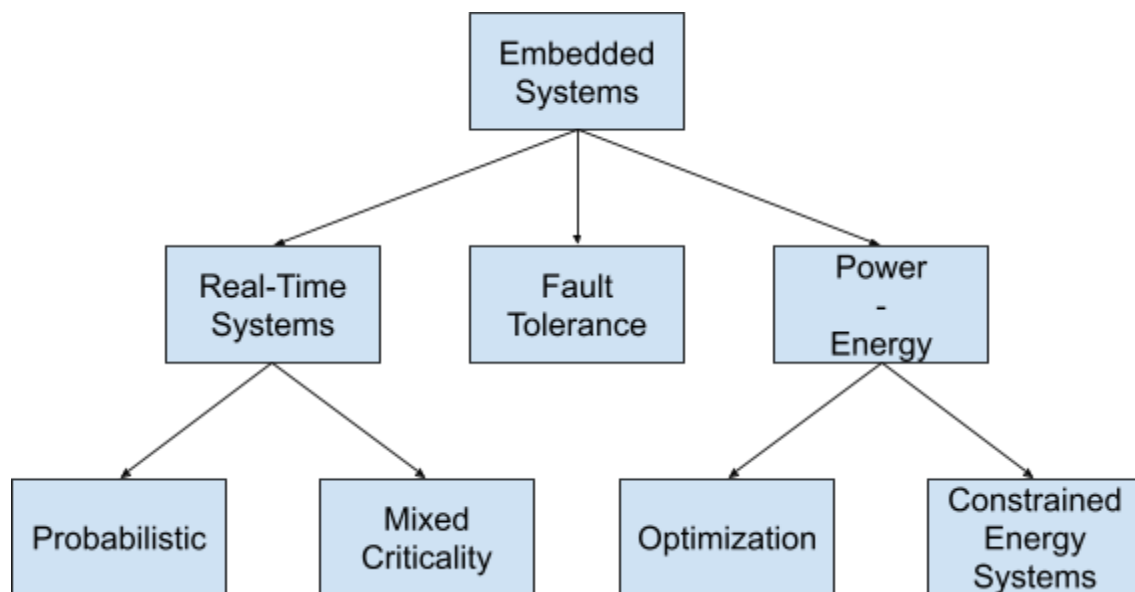 Embedded
Systems
Real-Time
Systems
Fault
Tolerance
Power
-
Energy
Probabilistic
Mixed
Criticality
Optimization
Constrained
Energy
Systems